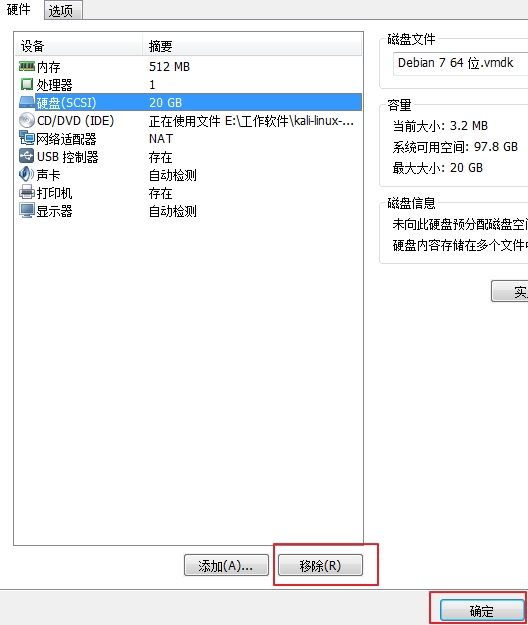 硬件 选项
设备 摘要
内存 512 MB
处理器 1
硬盘(SCSI) 20 GB
CD/DVD (IDE) 正在使用文件 E:\工作软件\kali-linux-...
网络适配器 NAT
USB 控制器 存在
声卡 自动检测
打印机 存在
显示器 自动检测
添加(A)... 移除(R)
磁盘文件
Debian 7 64 位.vmdk
容量
当前大小: 3.2 MB
系统可用空间: 97.8 GB
最大大小: 20 GB
磁盘信息
未向此硬盘预分配磁盘空
硬盘内容存储在多个文件
确定